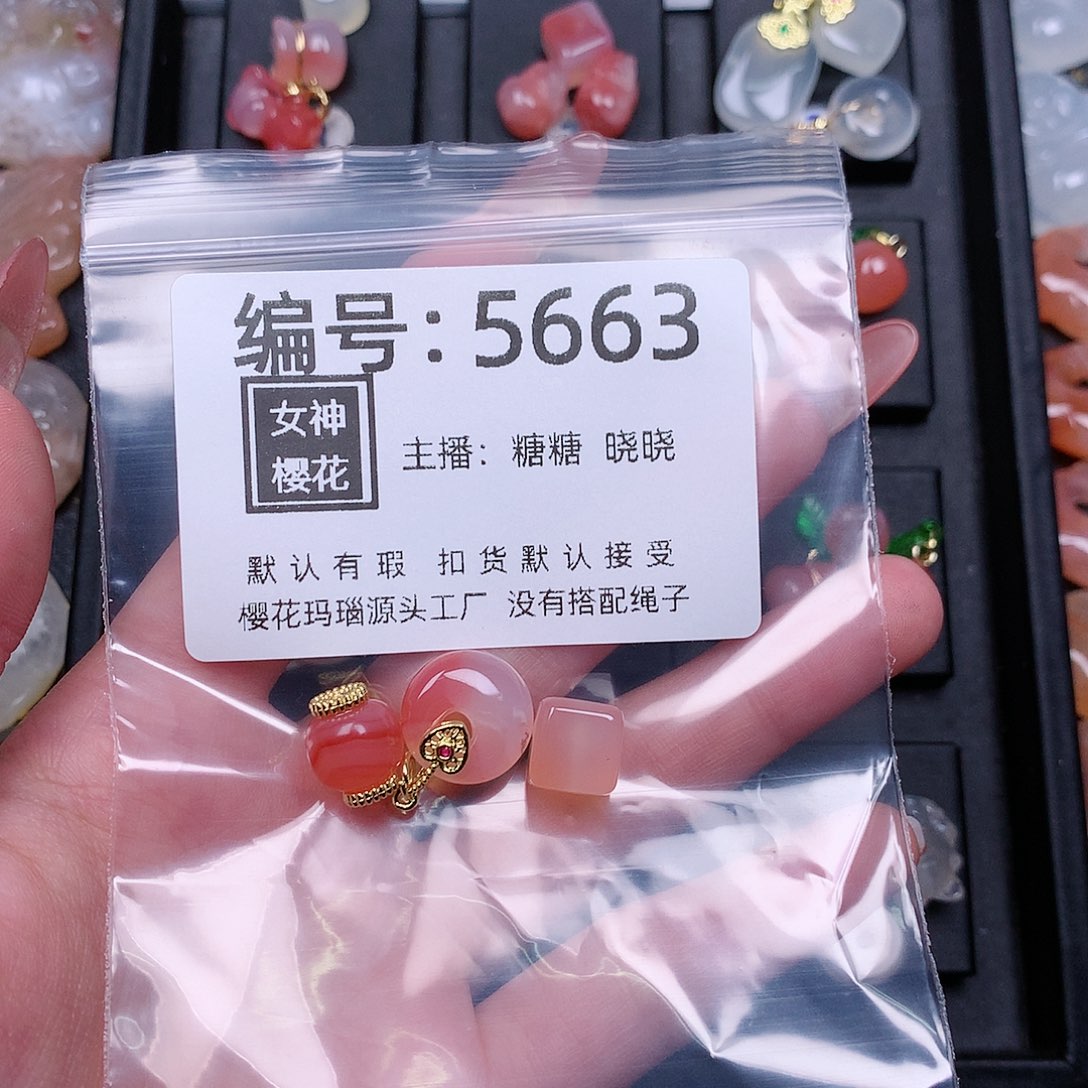 编号：5663
女神
樱花
主播：糖糖 晓晓
默认有瑕 扣货默认接受
樱花玛瑙源头工厂 没有搭配绳子